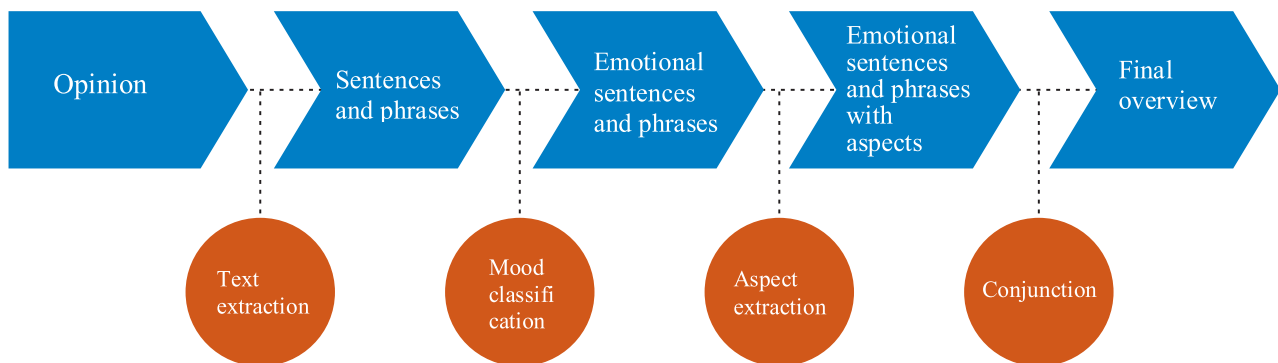 Opinion
Sentences
and phrases
Emotional
sentences
and phrases
Emotional
sentences
and phrases
with
aspects
Final
overview
Text
extraction
Mood
classifi
cation
Aspect
extraction
Conjunction